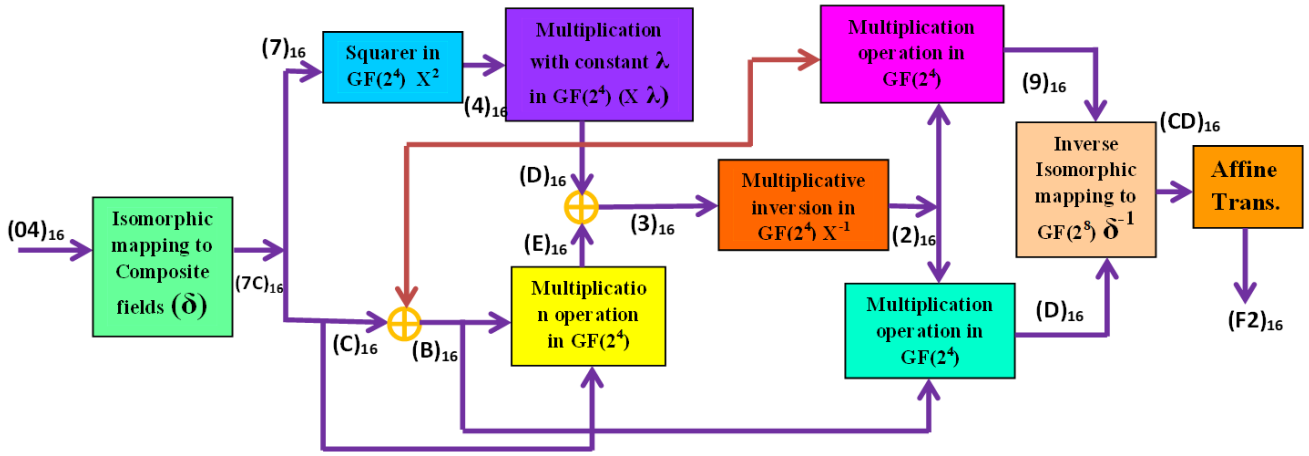 (7)₁₆
Squarer in
GF(2⁴) X²
(4)₁₆
Multiplication
with constant λ
in GF(2⁴) (X λ)
Multiplication
operation in
GF(2⁴)
(9)₁₆
(CD)₁₆
(04)₁₆
Isomorphic
mapping to
Composite
fields (δ)
(7C)₁₆
(D)₁₆
(E)₁₆
(3)₁₆
Multiplicative
inversion in
GF(2⁴) X⁻¹
(2)₁₆
Inverse
Isomorphic
mapping to
GF(2⁸) δ⁻¹
Affine
Trans.
(C)₁₆
(B)₁₆
Multiplicatio
n operation
in GF(2⁴)
Multiplication
operation in
GF(2⁴)
(D)₁₆
(F2)₁₆